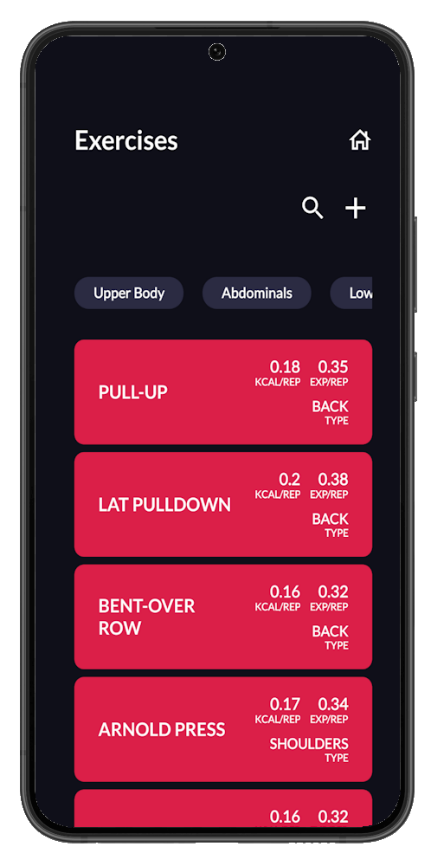 Exercises
Upper Body Abdominals Low
0.18 0.35
KCAL/REP EXP/REP
PULL-UP
BACK
TYPE
0.2 0.38
KCAL/REP EXP/REP
LAT PULLDOWN
BACK
TYPE
0.16 0.32
KCAL/REP EXP/REP
BENT-OVER
ROW
BACK
TYPE
0.17 0.34
KCAL/REP EXP/REP
ARNOLD PRESS
SHOULDERS
TYPE
0.16 0.32